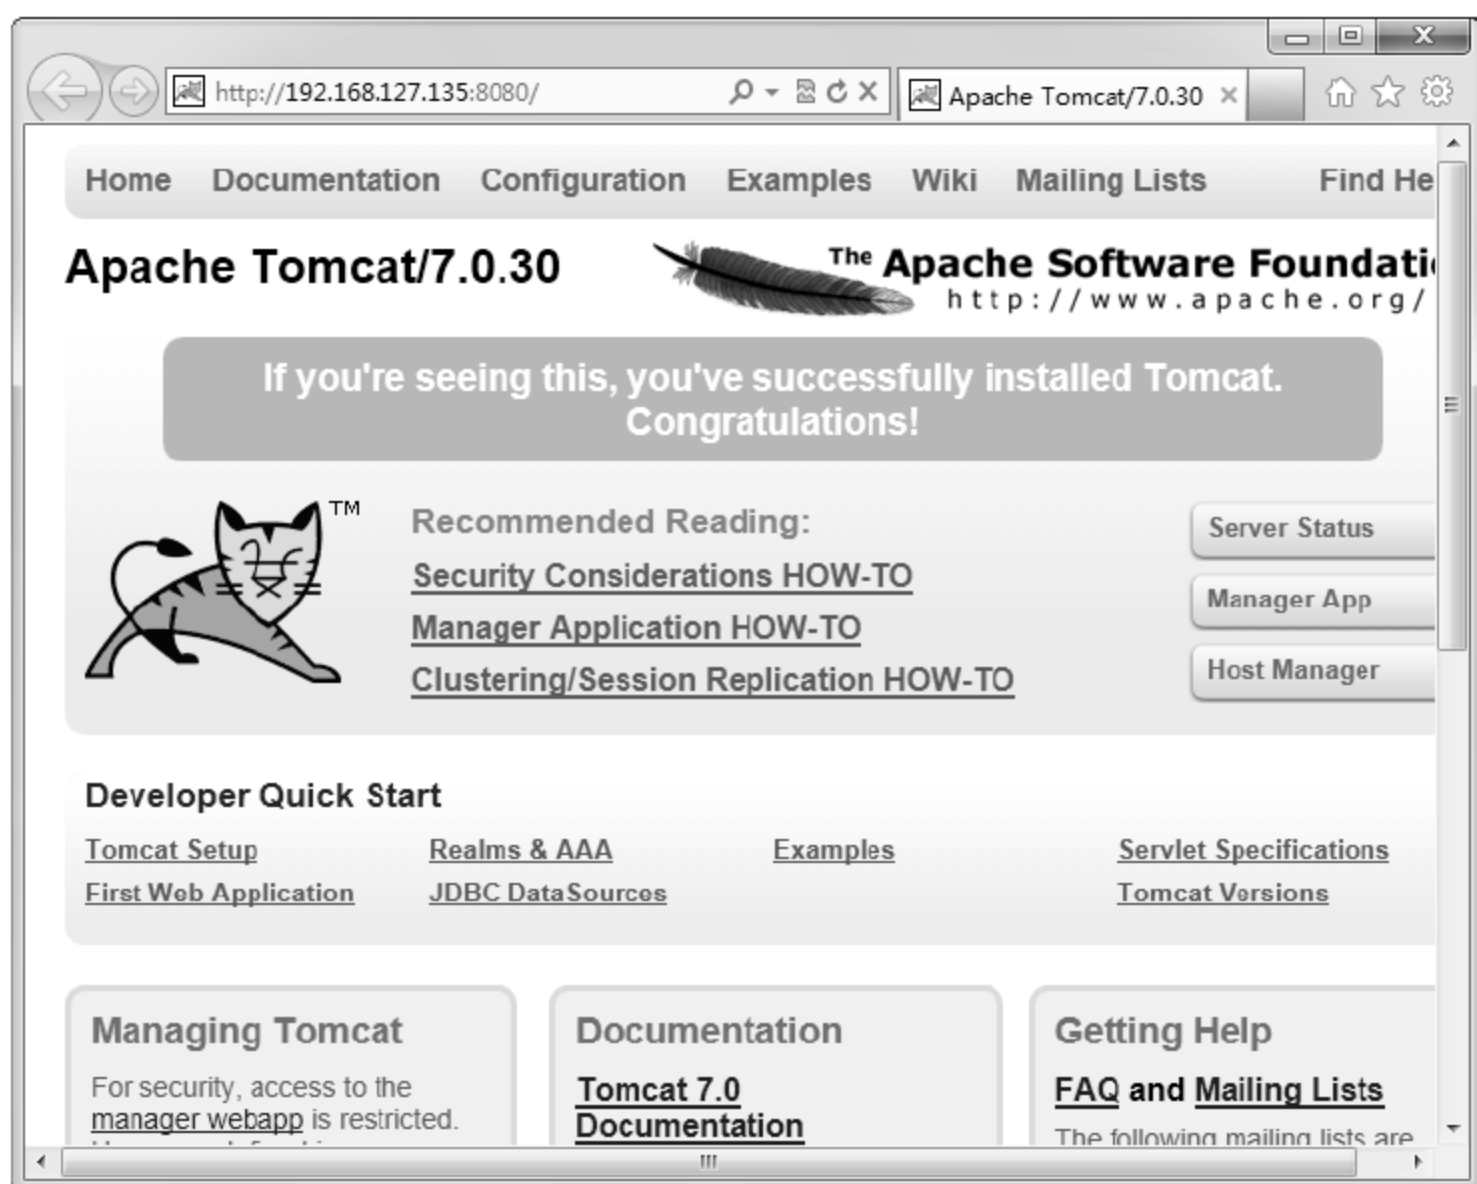 http://192.168.127.135:8080/
Apache Tomcat/7.0.30
Home Documentation Configuration Examples Wiki Mailing Lists Find He
Apache Tomcat/7.0.30
The Apache Software Foundati
http://www.apache.org/
If you're seeing this, you've successfully installed Tomcat.
Congratulations!
TM
Recommended Reading:
Security Considerations HOW-TO
Manager Application HOW-TO
Clustering/Session Replication HOW-TO
Server Status
Manager App
Host Manager
Developer Quick Start
Tomcat Setup Realms & AAA Examples Servlet Specifications
First Web Application JDBC DataSources Tomcat Versions
Managing Tomcat
For security, access to the
manager webapp is restricted.
Documentation
Tomcat 7.0
Documentation
Getting Help
FAQ and Mailing Lists
The following mailing lists are